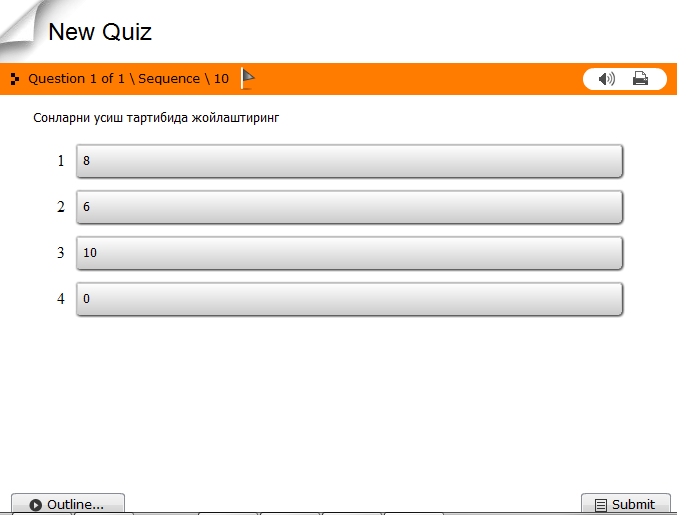 New Quiz
Question 1 of 1 \ Sequence \ 10
Сонларни усиш тартибида жойлаштиринг
1 8
2 6
3 10
4 0
Outline...
Submit